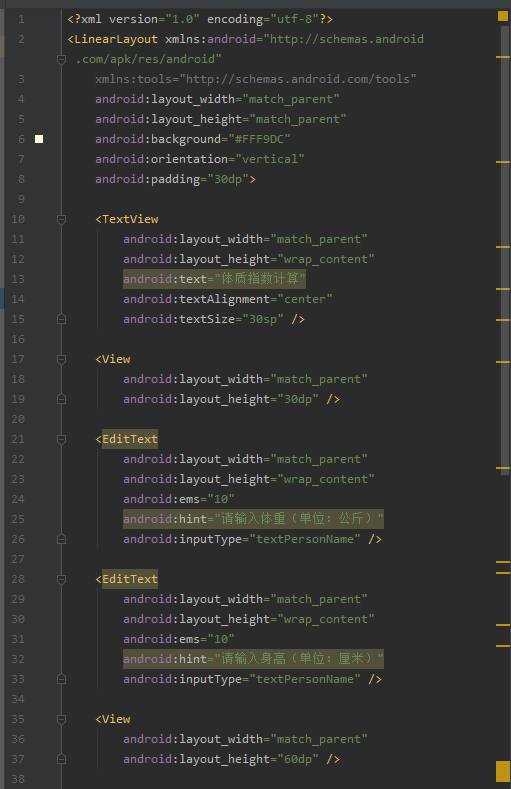 1 <?xml version="1.0" encoding="utf-8"?>
2 <LinearLayout xmlns:android="http://schemas.android
.com/apk/res/android"
3 xmlns:tools="http://schemas.android.com/tools"
4 android:layout_width="match_parent"
5 android:layout_height="match_parent"
6 android:background="#FFF9DC"
7 android:orientation="vertical"
8 android:padding="30dp">
9
10 <TextView
11 android:layout_width="match_parent"
12 android:layout_height="wrap_content"
13 android:text="体质指数计算"
14 android:textAlignment="center"
15 android:textSize="30sp" />
16
17 <View
18 android:layout_width="match_parent"
19 android:layout_height="30dp" />
20
21 <EditText
22 android:layout_width="match_parent"
23 android:layout_height="wrap_content"
24 android:ems="10"
25 android:hint="请输入体重（单位：公斤）"
26 android:inputType="textPersonName" />
27
28 <EditText
29 android:layout_width="match_parent"
30 android:layout_height="wrap_content"
31 android:ems="10"
32 android:hint="请输入身高（单位：厘米）"
33 android:inputType="textPersonName" />
34
35 <View
36 android:layout_width="match_parent"
37 android:layout_height="60dp" />
38